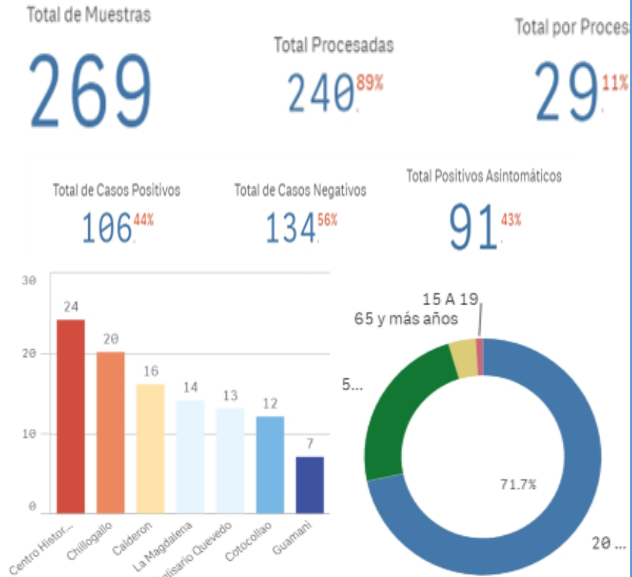 Total de Muestras
269
Total Procesadas
240 89%
Total por Proces
29 11%
Total de Casos Positivos
106 44%
Total de Casos Negativos
134 56%
Total Positivos Asintomáticos
91 43%
30
20
10
0
24
20
16
14
13
12
7
Centro Histor...
Chillogallo
Calderon
La Magdalena
elisario Quevedo
Cotocollao
Guamani
15 A 19
65 y más años
5...
71.7%
20 ...